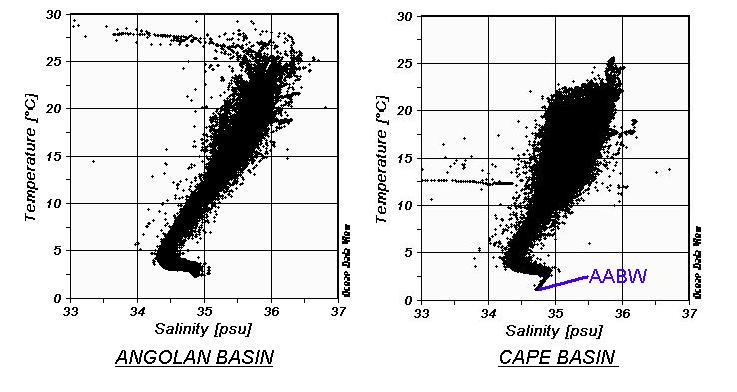 30
25
20
15
10
5
0
Temperature [°C]
33 34 35 36 37
Salinity [psu]
Ocean Data View
ANGOLAN BASIN
30
25
20
15
10
5
0
Temperature [°C]
AABW
33 34 35 36 37
Salinity [psu]
Ocean Data View
CAPE BASIN